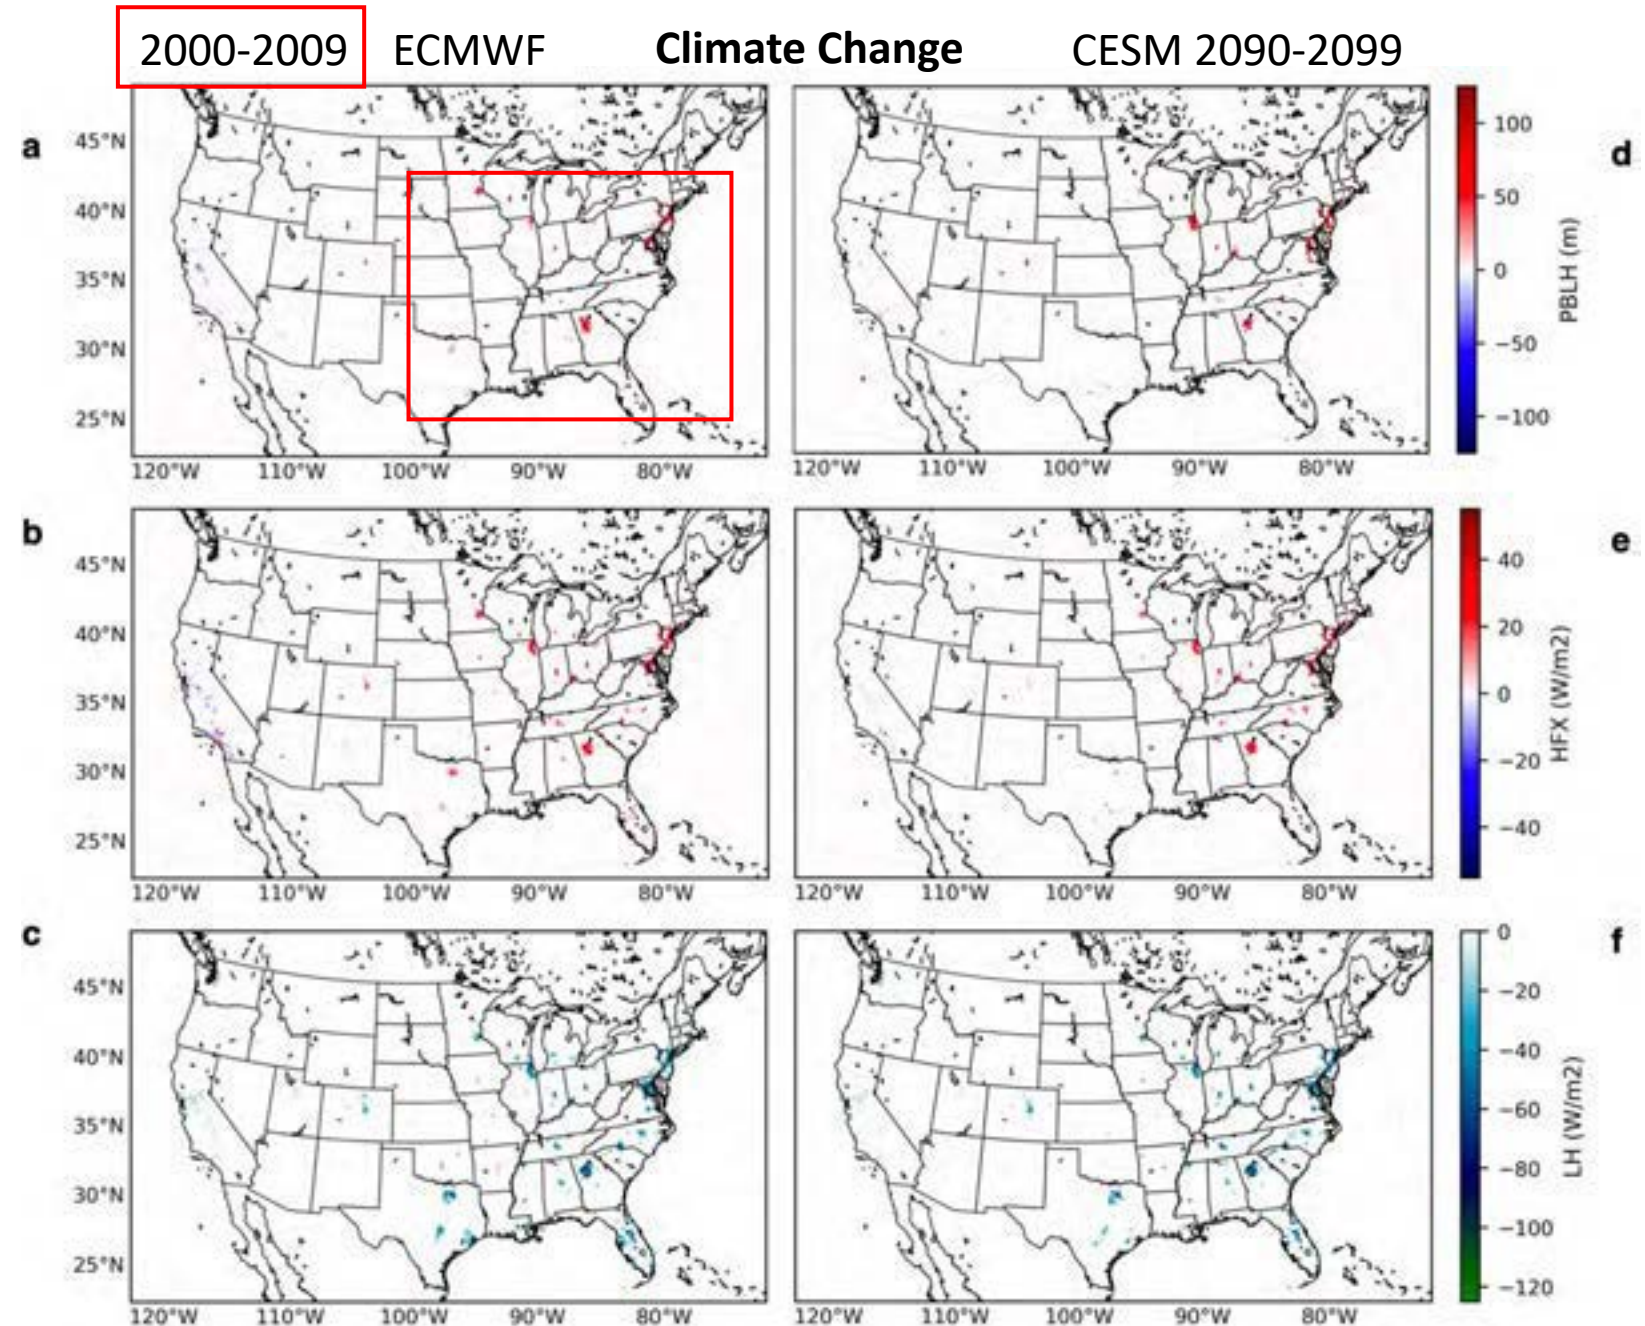 2000-2009 ECMWF Climate Change CESM 2090-2099
a
45°N
40°N
35°N
30°N
25°N
120°W 110°W 100°W 90°W 80°W
120°W 110°W 100°W 90°W 80°W
100
50
0
−50
−100
PBLH (m)
d
b
45°N
40°N
35°N
30°N
25°N
120°W 110°W 100°W 90°W 80°W
120°W 110°W 100°W 90°W 80°W
40
20
0
−20
−40
HFX (W/m2)
e
c
45°N
40°N
35°N
30°N
25°N
120°W 110°W 100°W 90°W 80°W
120°W 110°W 100°W 90°W 80°W
0
−20
−40
−60
−80
−100
−120
LH (W/m2)
f